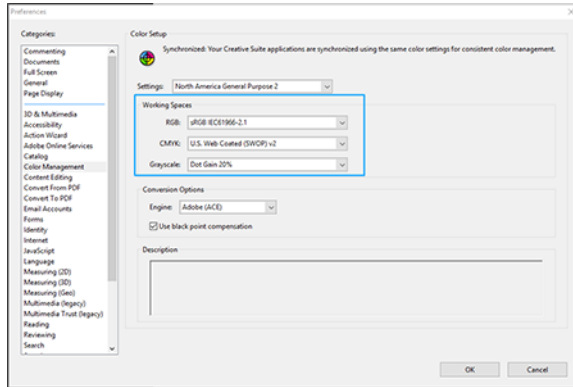 Preferences
Categories:
Commenting
Documents
Full Screen
General
Page Display
3D & Multimedia
Accessibility
Action Wizard
Adobe Online Services
Catalog
Color Management
Content Editing
Convert From PDF
Convert To PDF
Email Accounts
Forms
Identity
Internet
JavaScript
Language
Measuring (2D)
Measuring (3D)
Measuring (Geo)
Multimedia (legacy)
Multimedia Trust (legacy)
Reading
Reviewing
Search
Color Setup
Synchronized: Your Creative Suite applications are synchronized using the same color settings for consistent color management.
Settings: North America General Purpose 2
Working Spaces
RGB: sRGB IEC61966-2.1
CMYK: U.S. Web Coated (SWOP) v2
Grayscale: Dot Gain 20%
Conversion Options
Engine: Adobe (ACE)
Use black point compensation
Description
OK Cancel